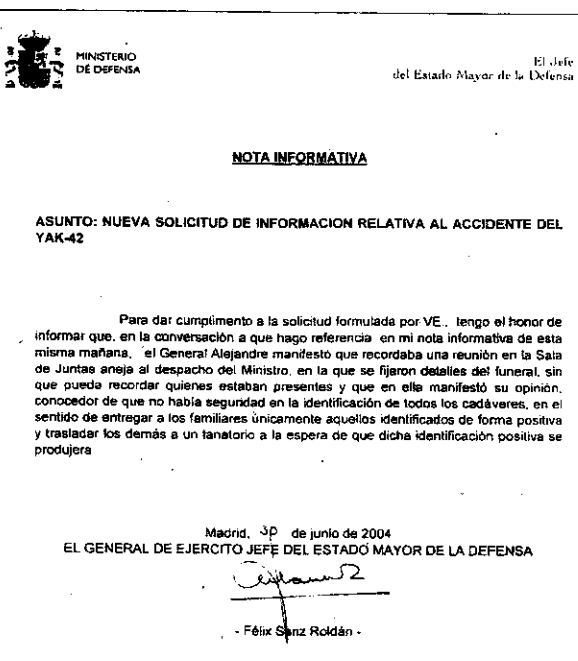 MINISTERIO
DE DEFENSA
El Jefe
del Estado Mayor de la Defensa
NOTA INFORMATIVA
ASUNTO: NUEVA SOLICITUD DE INFORMACION RELATIVA AL ACCIDENTE DEL
YAK-42
Para dar cumplimento a la solicitud formulada por VE., tengo el honor de
informar que, en la conversación a que hago referencia en mi nota informativa de esta
misma mañana, el General Alejandre manifestó que recordaba una reunión en la Sala
de Juntas aneja al despacho del Ministro, en la que se fijaron detalles del funeral, sin
que pueda recordar quienes estaban presentes y que en ella manifestó su opinión,
conocedor de que no había seguridad en la identificación de todos los cadáveres, en el
sentido de entregar a los familiares únicamente aquellos identificados de forma positiva
y trasladar los demás a un tanatorio a la espera de que dicha identificación positiva se
produjera
Madrid, 30 de junio de 2004
EL GENERAL DE EJERCITO JEFE DEL ESTADO MAYOR DE LA DEFENSA
- Félix Sanz Roldán -